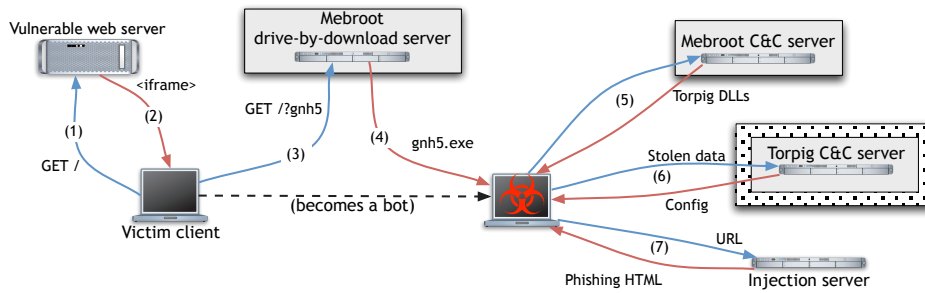 Vulnerable web server
<iframe>
(1)
(2)
GET /
Victim client
Mebroot
drive-by-download server
GET /?gnh5
(3)
(4)
gnh5.exe
(becomes a bot)
Mebroot C&C server
(5)
Torpig DLLs
Torpig C&C server
Stolen data
(6)
Config
URL
(7)
Phishing HTML
Injection server